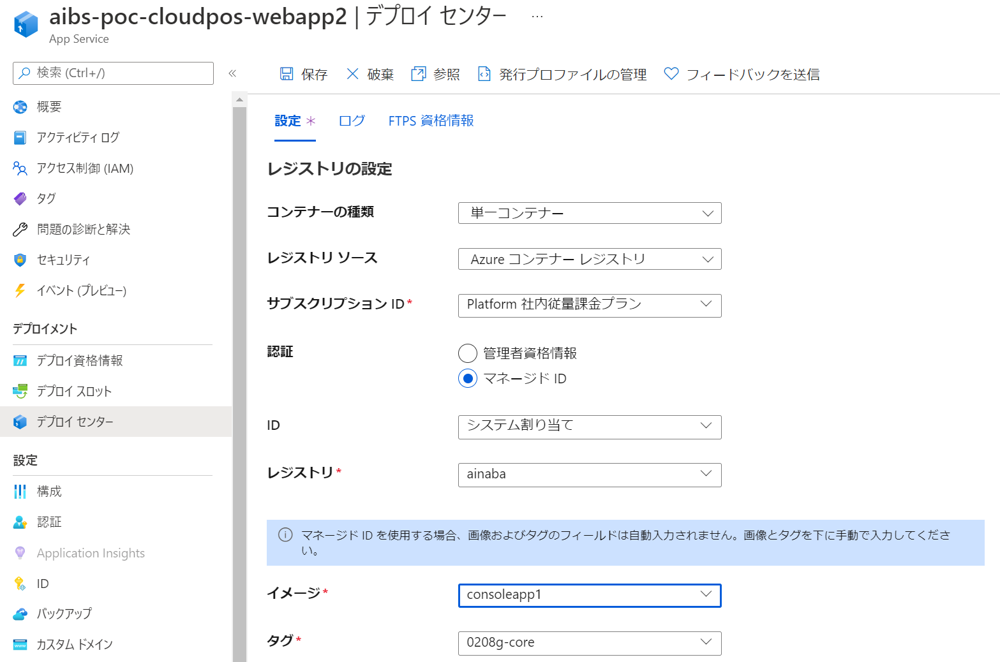 aibs-poc-cloudpos-webapp2 | デプロイ センター …
App Service
検索 (Ctrl+/)
«
概要
アクティビティ ログ
アクセス制御 (IAM)
タグ
問題の診断と解決
セキュリティ
イベント (プレビュー)
デプロイメント
デプロイ資格情報
デプロイ スロット
デプロイ センター
設定
構成
認証
Application Insights
ID
バックアップ
カスタム ドメイン
保存 破棄 参照 発行プロファイルの管理 フィードバックを送信
設定 * ログ FTPS 資格情報
レジストリの設定
コンテナーの種類 単一コンテナー
レジストリ ソース Azure コンテナー レジストリ
サブスクリプション ID* Platform 社内従量課金プラン
認証 管理者資格情報
マネージド ID
ID システム割り当て
レジストリ* ainaba
マネージド ID を使用する場合、画像およびタグのフィールドは自動入力されません。画像とタグを下に手動で入力してくださ
い。
イメージ* consoleapp1
タグ* 0208g-core